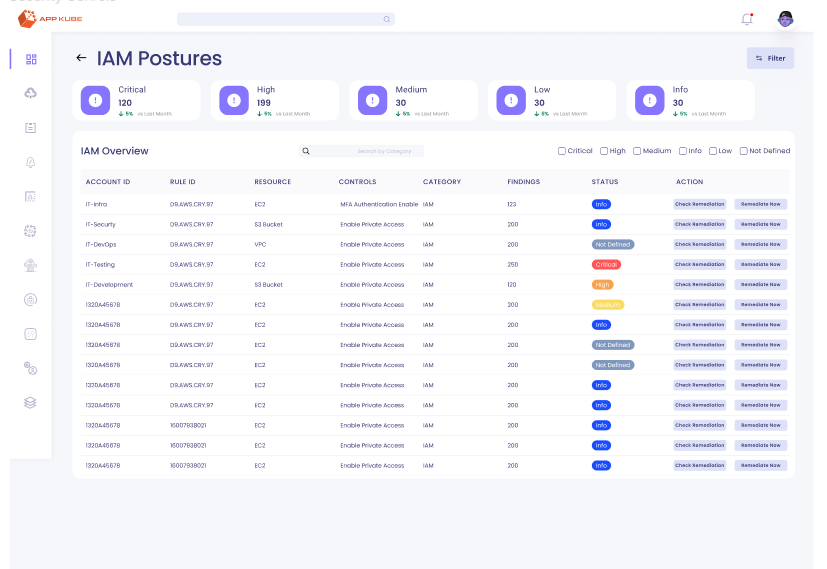 Security Controls
APP KUBE
← IAM Postures
Filter
Critical
120
↓ 5% vs Last Month
High
199
↓ 5% vs Last Month
Medium
30
↓ 5% vs Last Month
Low
30
↓ 5% vs Last Month
Info
30
↓ 5% vs Last Month
IAM Overview
Search by Category
Critical High Medium Info Low Not Defined
ACCOUNT ID RULE ID RESOURCE CONTROLS CATEGORY FINDINGS STATUS ACTION
IT-Infra D9.AWS.CRY.97 EC2 MFA Authentication Enable IAM 123 Info Check Remediation Remediate Now
IT-Securty D9.AWS.CRY.97 S3 Bucket Enable Private Access IAM 200 Info Check Remediation Remediate Now
IT-DevOps D9.AWS.CRY.97 VPC Enable Private Access IAM 200 Not Defined Check Remediation Remediate Now
IT-Testing D9.AWS.CRY.97 EC2 Enable Private Access IAM 250 Critical Check Remediation Remediate Now
IT-Development D9.AWS.CRY.97 S3 Bucket Enable Private Access IAM 120 High Check Remediation Remediate Now
1320A45678 D9.AWS.CRY.97 EC2 Enable Private Access IAM 200 Medium Check Remediation Remediate Now
1320A45678 D9.AWS.CRY.97 EC2 Enable Private Access IAM 200 Info Check Remediation Remediate Now
1320A45678 D9.AWS.CRY.97 EC2 Enable Private Access IAM 200 Not Defined Check Remediation Remediate Now
1320A45678 D9.AWS.CRY.97 EC2 Enable Private Access IAM 200 Not Defined Check Remediation Remediate Now
1320A45678 D9.AWS.CRY.97 EC2 Enable Private Access IAM 200 Info Check Remediation Remediate Now
1320A45678 D9.AWS.CRY.97 EC2 Enable Private Access IAM 200 Info Check Remediation Remediate Now
1320A45678 16007938021 EC2 Enable Private Access IAM 200 Info Check Remediation Remediate Now
1320A45678 16007938021 EC2 Enable Private Access IAM 200 Info Check Remediation Remediate Now
1320A45678 16007938021 EC2 Enable Private Access IAM 200 Info Check Remediation Remediate Now